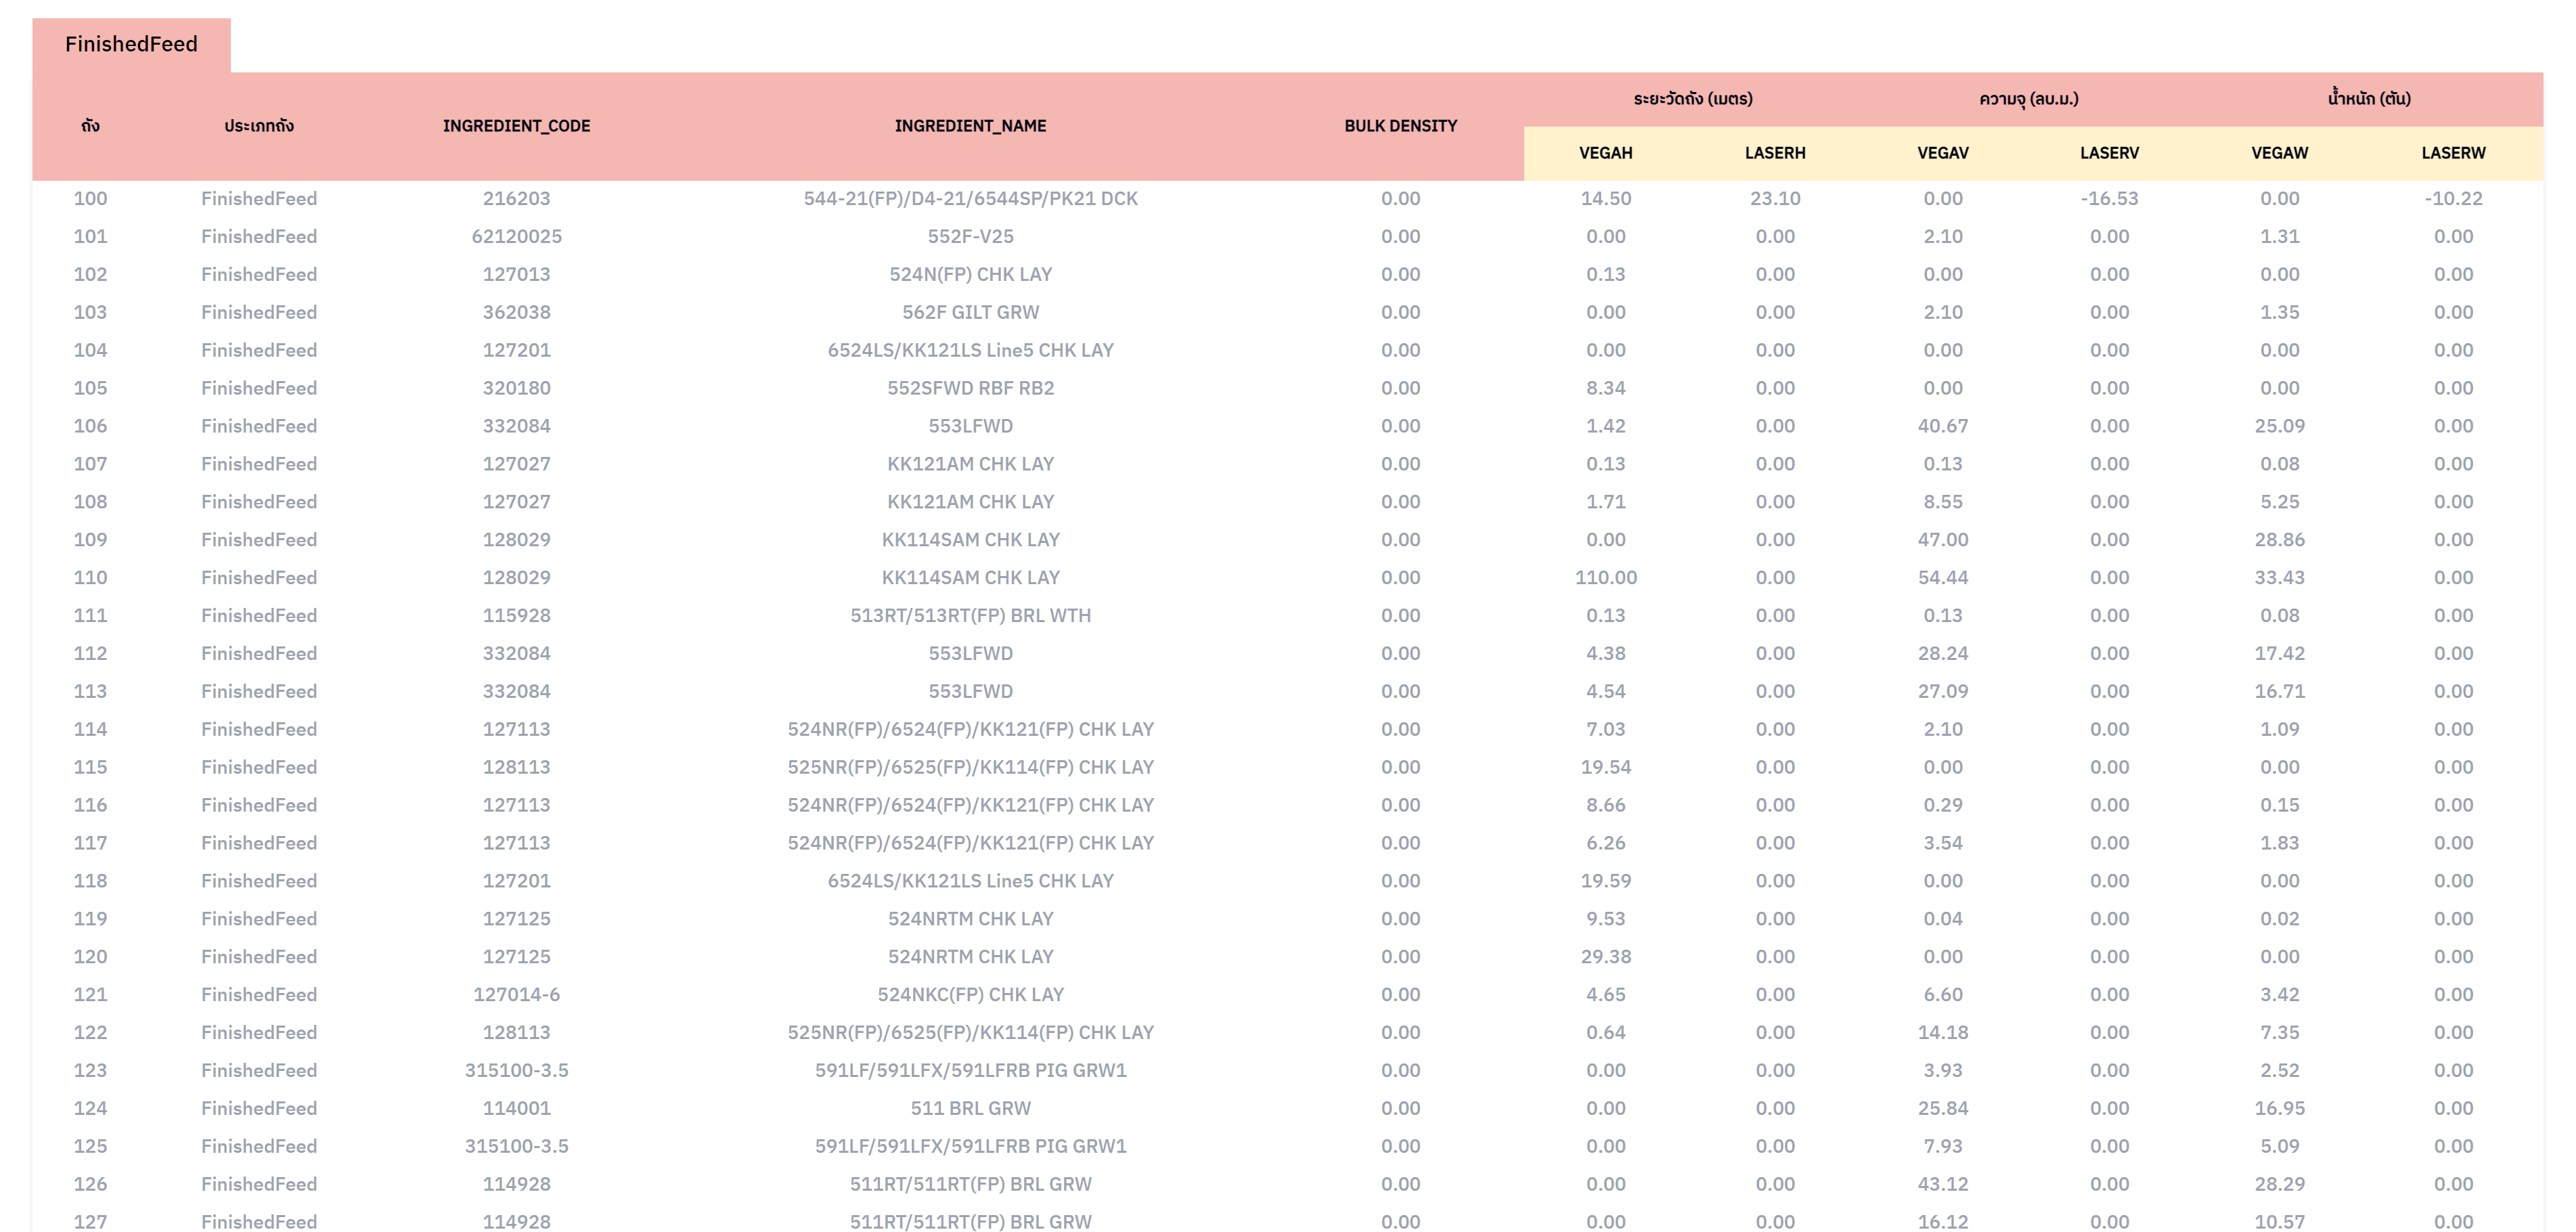 FinishedFeed
ถัง ประเภทถัง INGREDIENT_CODE INGREDIENT_NAME BULK DENSITY ระยะวัดถัง (เมตร) ความจุ (ลบ.ม.) น้ำหนัก (ตัน)
VEGAH LASERH VEGAV LASERV VEGAW LASERW
100 FinishedFeed 216203 544-21(FP)/D4-21/6544SP/PK21 DCK 0.00 14.50 23.10 0.00 -16.53 0.00 -10.22
101 FinishedFeed 62120025 552F-V25 0.00 0.00 0.00 2.10 0.00 1.31 0.00
102 FinishedFeed 127013 524N(FP) CHK LAY 0.00 0.13 0.00 0.00 0.00 0.00 0.00
103 FinishedFeed 362038 562F GILT GRW 0.00 0.00 0.00 2.10 0.00 1.35 0.00
104 FinishedFeed 127201 6524LS/KK121LS Line5 CHK LAY 0.00 0.00 0.00 0.00 0.00 0.00 0.00
105 FinishedFeed 320180 552SFWD RBF RB2 0.00 8.34 0.00 0.00 0.00 0.00 0.00
106 FinishedFeed 332084 553LFWD 0.00 1.42 0.00 40.67 0.00 25.09 0.00
107 FinishedFeed 127027 KK121AM CHK LAY 0.00 0.13 0.00 0.13 0.00 0.08 0.00
108 FinishedFeed 127027 KK121AM CHK LAY 0.00 1.71 0.00 8.55 0.00 5.25 0.00
109 FinishedFeed 128029 KK114SAM CHK LAY 0.00 0.00 0.00 47.00 0.00 28.86 0.00
110 FinishedFeed 128029 KK114SAM CHK LAY 0.00 110.00 0.00 54.44 0.00 33.43 0.00
111 FinishedFeed 115928 513RT/513RT(FP) BRL WTH 0.00 0.13 0.00 0.13 0.00 0.08 0.00
112 FinishedFeed 332084 553LFWD 0.00 4.38 0.00 28.24 0.00 17.42 0.00
113 FinishedFeed 332084 553LFWD 0.00 4.54 0.00 27.09 0.00 16.71 0.00
114 FinishedFeed 127113 524NR(FP)/6524(FP)/KK121(FP) CHK LAY 0.00 7.03 0.00 2.10 0.00 1.09 0.00
115 FinishedFeed 128113 525NR(FP)/6525(FP)/KK114(FP) CHK LAY 0.00 19.54 0.00 0.00 0.00 0.00 0.00
116 FinishedFeed 127113 524NR(FP)/6524(FP)/KK121(FP) CHK LAY 0.00 8.66 0.00 0.29 0.00 0.15 0.00
117 FinishedFeed 127113 524NR(FP)/6524(FP)/KK121(FP) CHK LAY 0.00 6.26 0.00 3.54 0.00 1.83 0.00
118 FinishedFeed 127201 6524LS/KK121LS Line5 CHK LAY 0.00 19.59 0.00 0.00 0.00 0.00 0.00
119 FinishedFeed 127125 524NRTM CHK LAY 0.00 9.53 0.00 0.04 0.00 0.02 0.00
120 FinishedFeed 127125 524NRTM CHK LAY 0.00 29.38 0.00 0.00 0.00 0.00 0.00
121 FinishedFeed 127014-6 524NKC(FP) CHK LAY 0.00 4.65 0.00 6.60 0.00 3.42 0.00
122 FinishedFeed 128113 525NR(FP)/6525(FP)/KK114(FP) CHK LAY 0.00 0.64 0.00 14.18 0.00 7.35 0.00
123 FinishedFeed 315100-3.5 591LF/591LFX/591LFRB PIG GRW1 0.00 0.00 0.00 3.93 0.00 2.52 0.00
124 FinishedFeed 114001 511 BRL GRW 0.00 0.00 0.00 25.84 0.00 16.95 0.00
125 FinishedFeed 315100-3.5 591LF/591LFX/591LFRB PIG GRW1 0.00 0.00 0.00 7.93 0.00 5.09 0.00
126 FinishedFeed 114928 511RT/511RT(FP) BRL GRW 0.00 0.00 0.00 43.12 0.00 28.29 0.00
127 FinishedFeed 114928 511RT/511RT(FP) BRL GRW 0.00 0.00 0.00 16.12 0.00 10.57 0.00